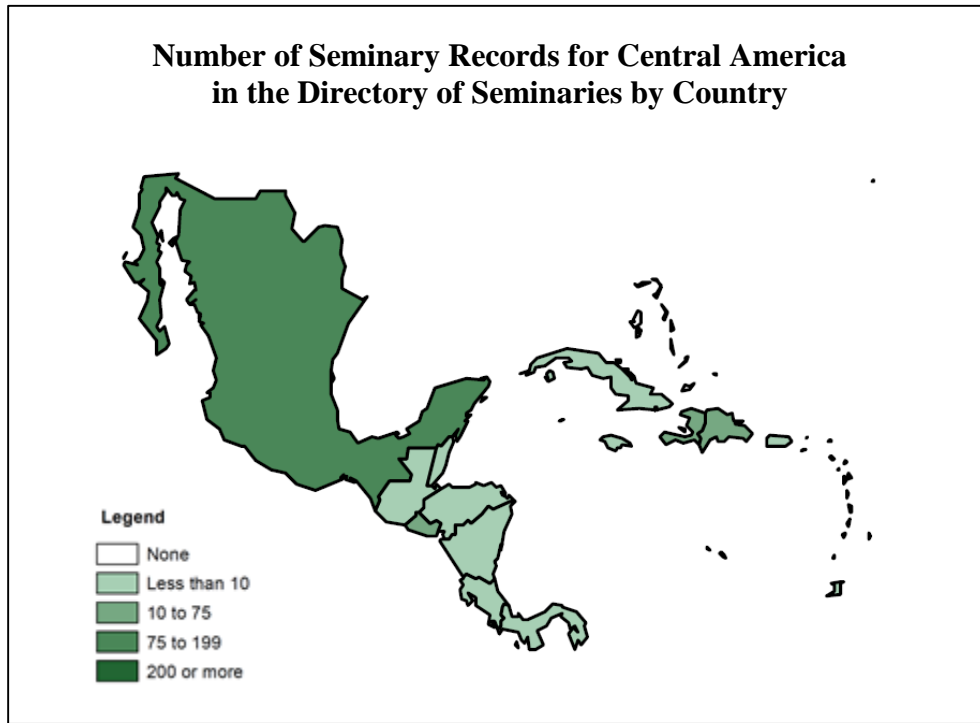 Number of Seminary Records for Central America
in the Directory of Seminaries by Country
Legend
None
Less than 10
10 to 75
75 to 199
200 or more